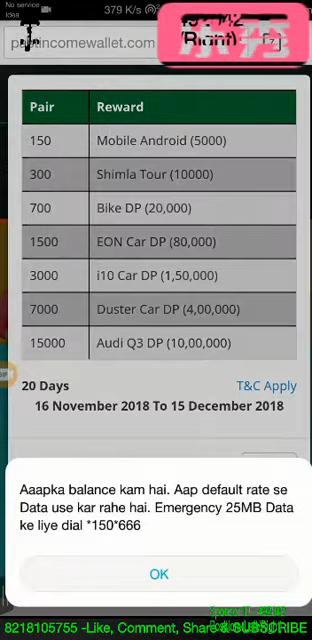 No service
Idea
379 K/s
incomewallet.com
Pair Reward
150 Mobile Android (5000)
300 Shimla Tour (10000)
700 Bike DP (20,000)
1500 EON Car DP (80,000)
3000 i10 Car DP (1,50,000)
7000 Duster Car DP (4,00,000)
15000 Audi Q3 DP (10,00,000)
20 Days T&C Apply
16 November 2018 To 15 December 2018
Aaapka balance kam hai. Aap default rate se
Data use kar rahe hai. Emergency 25MB Data
ke liye dial *150*666
OK
8218105755 -Like, Comment, Share & SUBSCRIBE